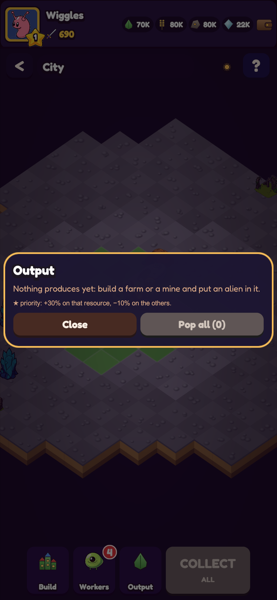 Wiggles
690
70K
80K
80K
22K
<
City
?
Output
Nothing produces yet: build a farm or a mine and put an alien in it.
★ priority: +30% on that resource, −10% on the others.
Close
Pop all (0)
4
Build
Workers
Output
COLLECT
ALL